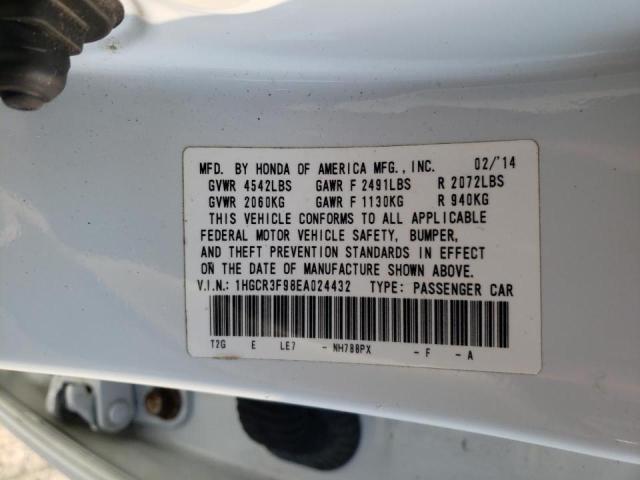 MFD. BY HONDA OF AMERICA MFG., INC. 02/'14
GVWR 4542LBS GAWR F 2491LBS R 2072LBS
GVWR 2060KG GAWR F 1130KG R 940KG
THIS VEHICLE CONFORMS TO ALL APPLICABLE
FEDERAL MOTOR VEHICLE SAFETY, BUMPER,
AND THEFT PREVENTION STANDARDS IN EFFECT
ON THE DATE OF MANUFACTURE SHOWN ABOVE.
V.I.N.: 1HGCR3F98EA024432 TYPE: PASSENGER CAR
T2G E LE7 - NH788PX - F - A